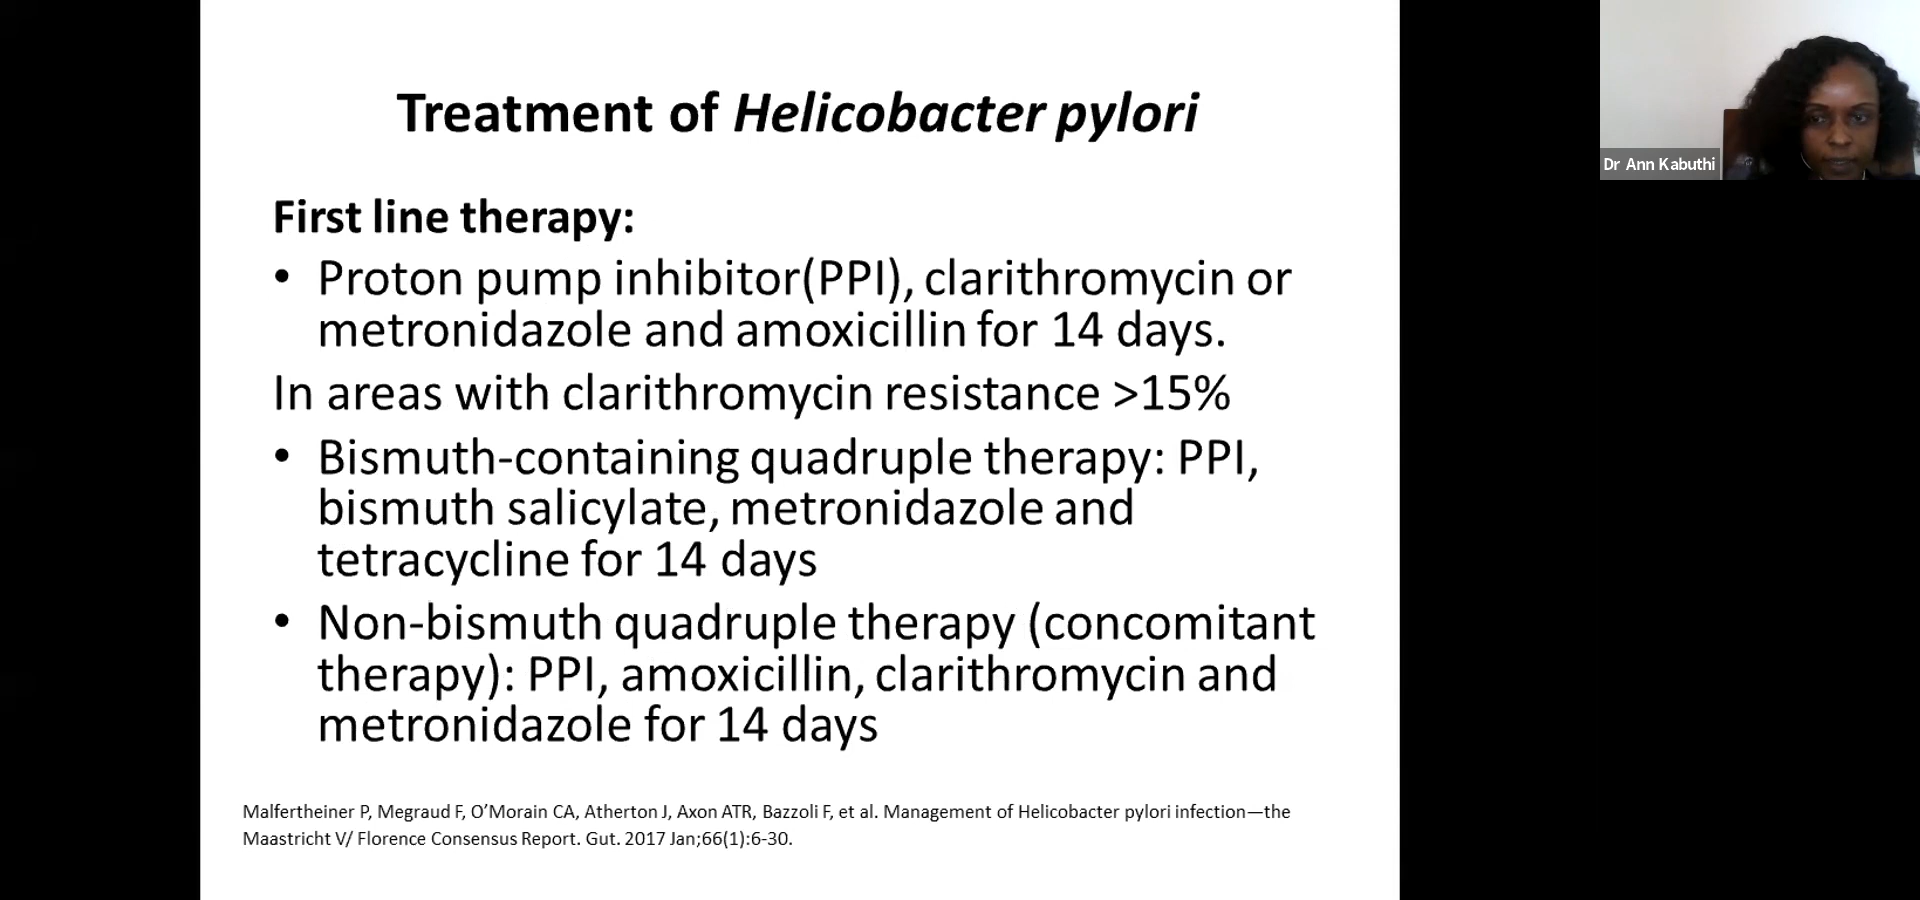 Treatment of Helicobacter pylori
First line therapy:
• Proton pump inhibitor(PPI), clarithromycin or
metronidazole and amoxicillin for 14 days.
In areas with clarithromycin resistance >15%
• Bismuth-containing quadruple therapy: PPI,
bismuth salicylate, metronidazole and
tetracycline for 14 days
• Non-bismuth quadruple therapy (concomitant
therapy): PPI, amoxicillin, clarithromycin and
metronidazole for 14 days
Malfertheiner P, Megraud F, O’Morain CA, Atherton J, Axon ATR, Bazzoli F, et al. Management of Helicobacter pylori infection—the
Maastricht V/ Florence Consensus Report. Gut. 2017 Jan;66(1):6-30.
Dr Ann Kabuthi